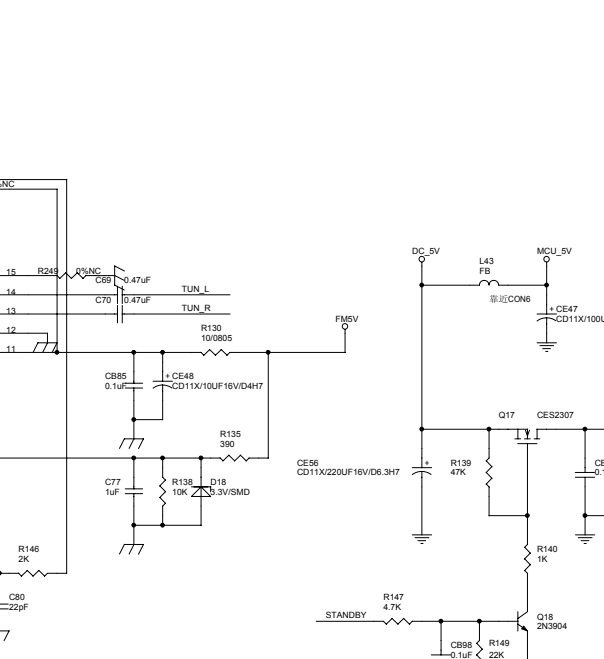 NC
15
R249
0%NC
C69
0.47uF
14
C70
0.47uF
TUN_L
13
TUN_R
12
11
R130
10/0805
FM5V
CB85
0.1uF
+
CE48
CD11X/10UF16V/D4H7
R135
390
C77
1uF
R138
10K
D18
3.3V/SMD
R146
2K
C80
22pF
DC_5V
L43
FB
MCU_5V
靠近CON6
+
CE47
CD11X/100U
Q17
CES2307
CE56
CD11X/220UF16V/D6.3H7
+
R139
47K
R140
1K
R147
4.7K
STANDBY
Q18
2N3904
CB98
0.1uF
R149
22K